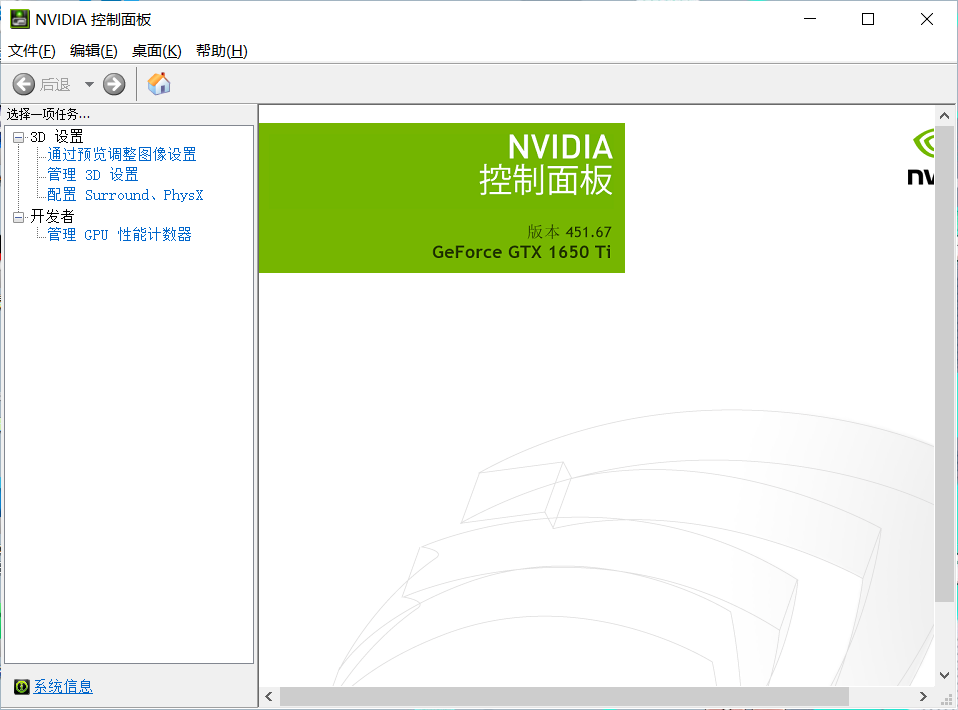 NVIDIA 控制面板
文件(F) 编辑(E) 桌面(K) 帮助(H)
后退
选择一项任务...
3D 设置
通过预览调整图像设置
管理 3D 设置
配置 Surround、PhysX
开发者
管理 GPU 性能计数器
NVIDIA
控制面板
版本 451.67
GeForce GTX 1650 Ti
系统信息